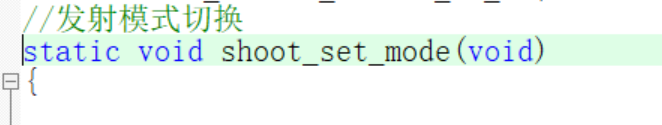 //发射模式切换
static void shoot_set_mode(void)
{